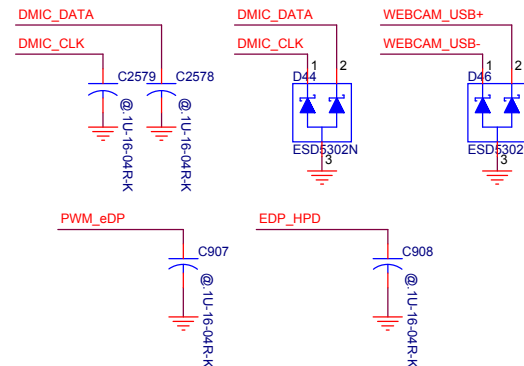 DMIC_DATA
DMIC_CLK
C2579
C2578
@.1U-16-04R-K
@.1U-16-04R-K
DMIC_DATA
DMIC_CLK
1
2
D44
ESD5302N
3
WEBCAM_USB+
WEBCAM_USB-
1
2
D46
ESD5302
3
PWM_eDP
C907
@.1U-16-04R-K
EDP_HPD
C908
@.1U-16-04R-K